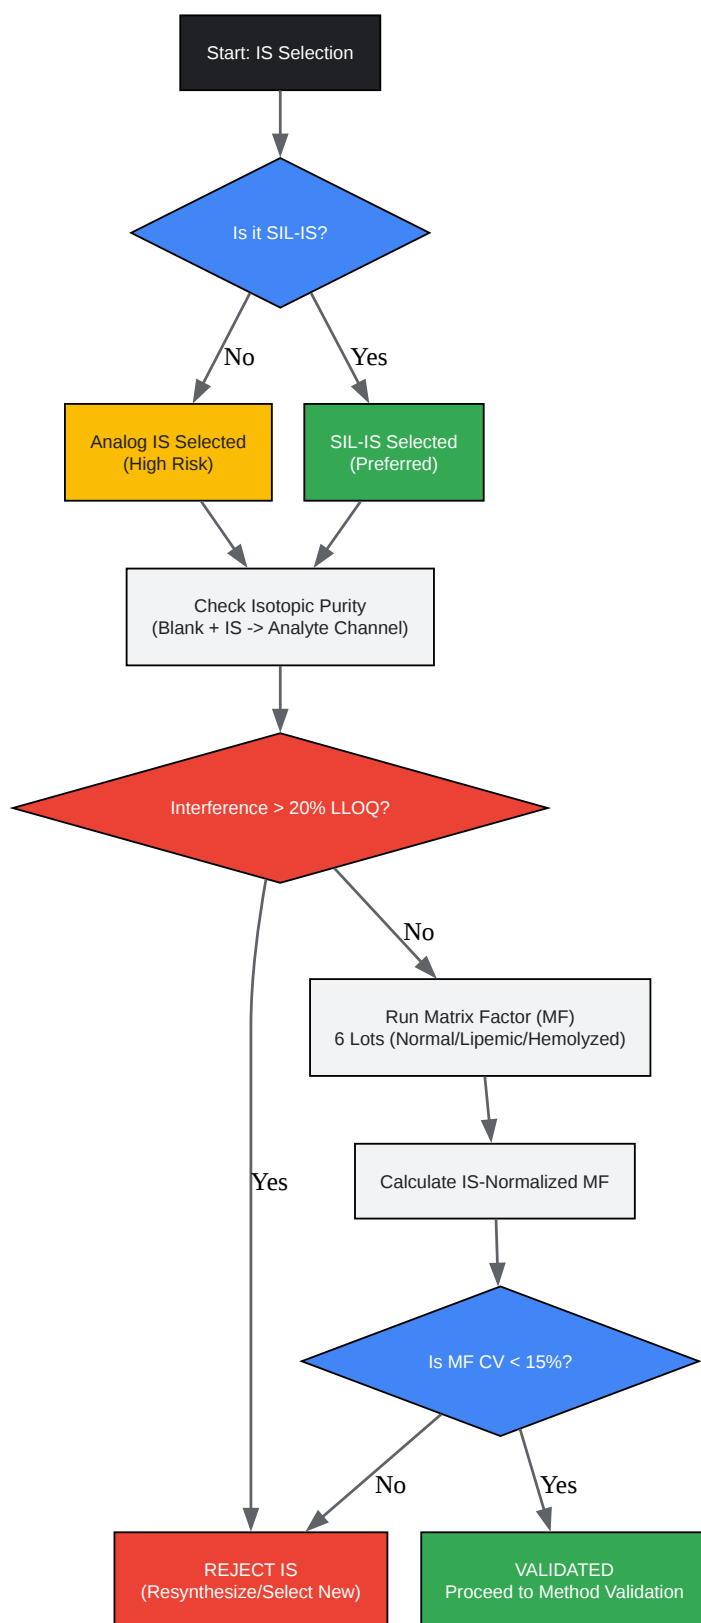 Start: IS Selection
Is it SIL-IS?
No
Yes
Analog IS Selected
(High Risk)
SIL-IS Selected
(Preferred)
Check Isotopic Purity
(Blank + IS -> Analyte Channel)
Interference > 20% LLOQ?
No
Run Matrix Factor (MF)
6 Lots (Normal/Lipemic/Hemolyzed)
Yes
Calculate IS-Normalized MF
Is MF CV < 15%?
No
Yes
REJECT IS
(Resynthesize/Select New)
VALIDATED
Proceed to Method Validation